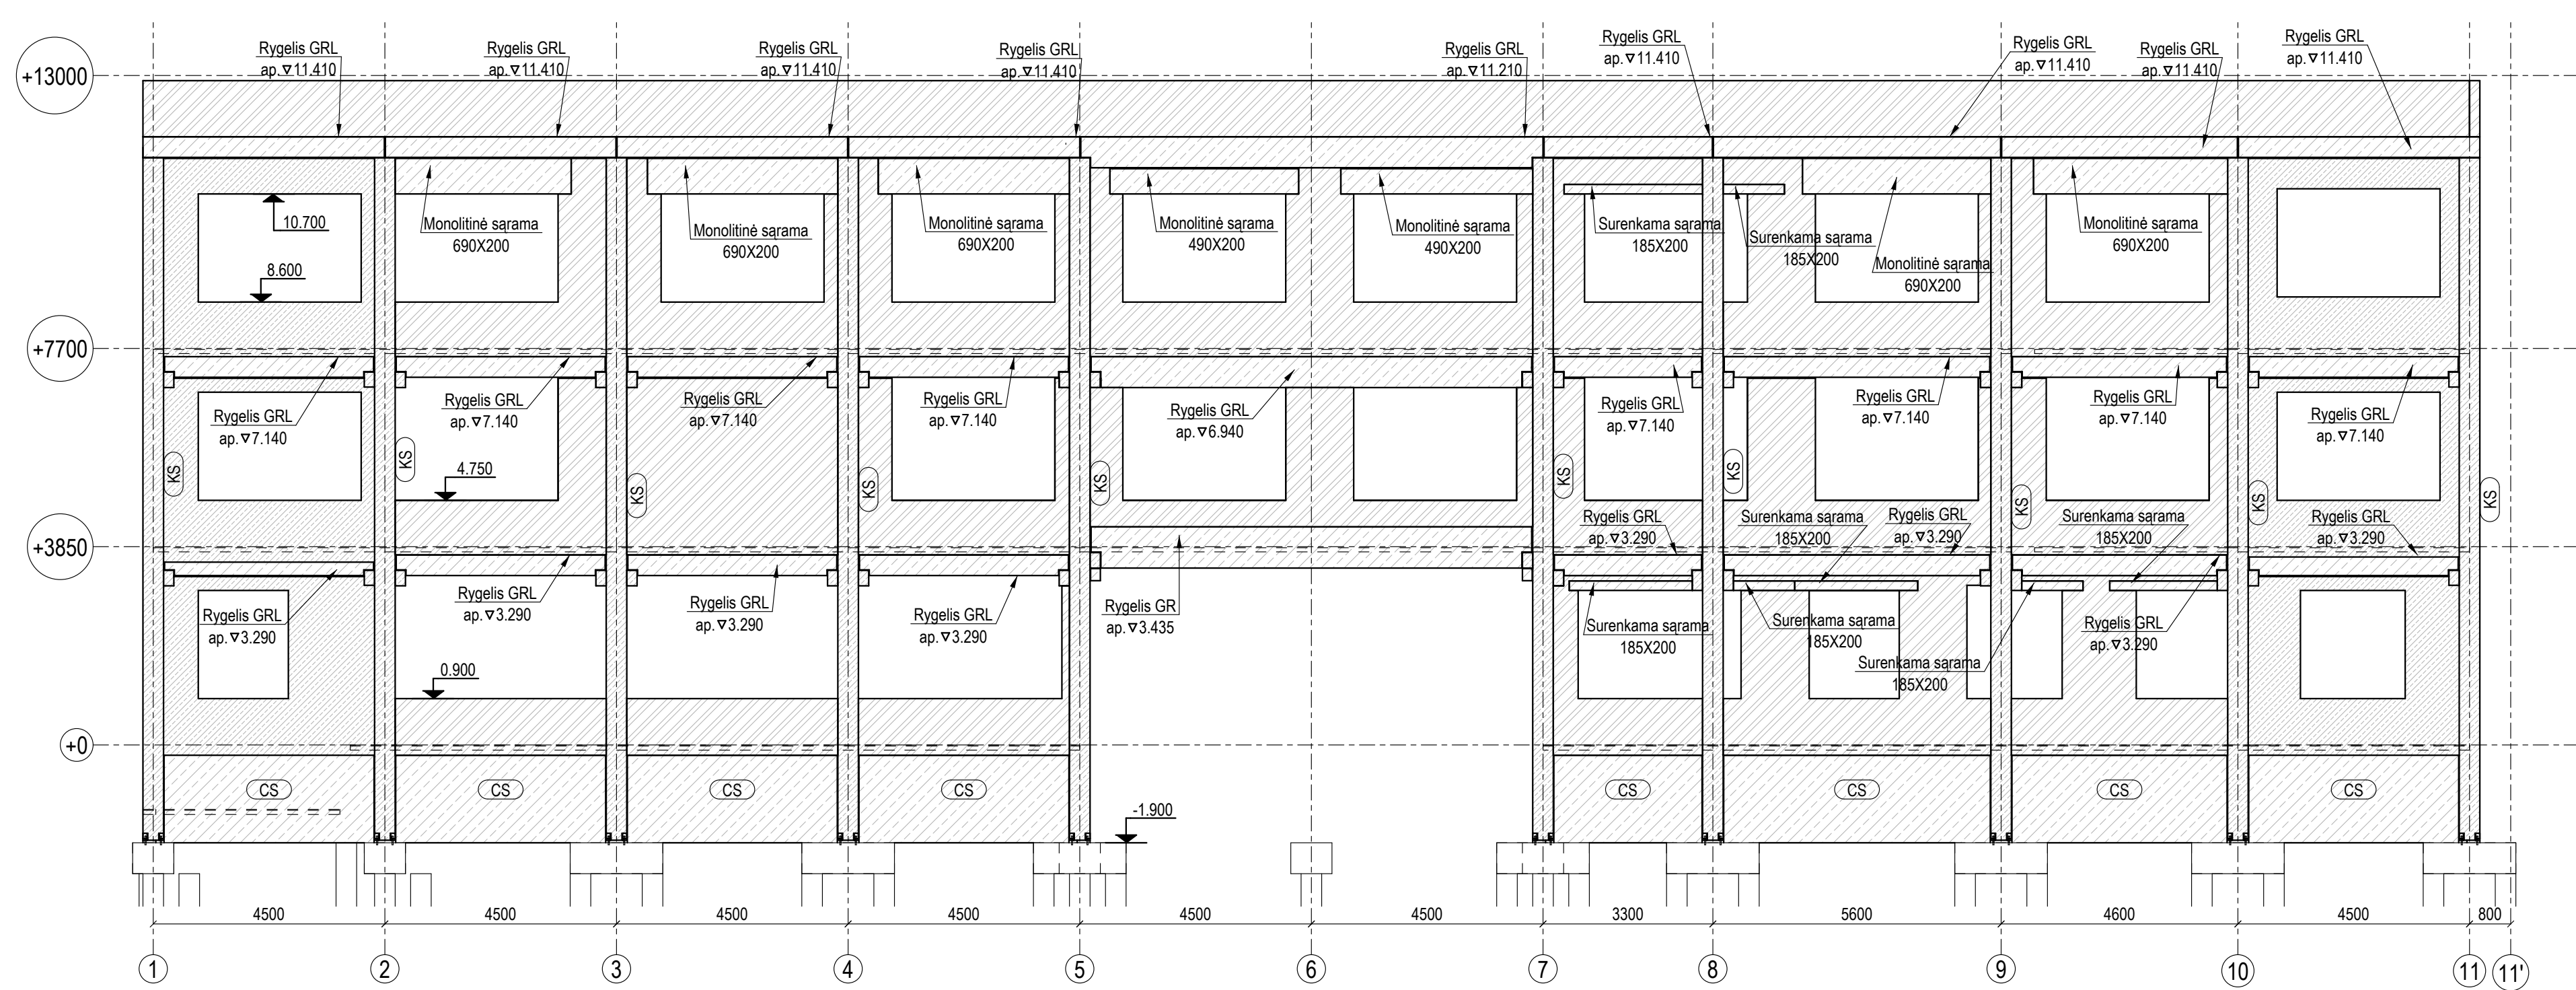 Rygelis GRL
ap.▽11.410
Rygelis GRL
ap.▽11.410
Rygelis GRL
ap.▽11.410
Rygelis GRL
ap.▽11.410
Rygelis GRL
ap.▽11.210
Rygelis GRL
ap.▽11.410
Rygelis GRL
ap.▽11.410
Rygelis GRL
ap.▽11.410
Rygelis GRL
ap.▽11.410
+13000
10.700
8.600
Monolitinė sąrama
690X200
Monolitinė sąrama
690X200
Monolitinė sąrama
690X200
Monolitinė sąrama
490X200
Monolitinė sąrama
490X200
Surenkama sąrama
185X200
Surenkama sąrama
185X200
Monolitinė sąrama
690X200
Monolitinė sąrama
690X200
+7700
Rygelis GRL
ap.▽7.140
Rygelis GRL
ap.▽7.140
Rygelis GRL
ap.▽7.140
Rygelis GRL
ap.▽7.140
Rygelis GRL
ap.▽6.940
Rygelis GRL
ap.▽7.140
Rygelis GRL
ap.▽7.140
Rygelis GRL
ap.▽7.140
Rygelis GRL
ap.▽7.140
KS
KS
KS
KS
KS
KS
KS
KS
KS
KS
4.750
+3850
Rygelis GRL
ap.▽3.290
Surenkama sąrama
185X200
Rygelis GRL
ap.▽3.290
Surenkama sąrama
185X200
Rygelis GRL
ap.▽3.290
Rygelis GRL
ap.▽3.290
Rygelis GRL
ap.▽3.290
Rygelis GRL
ap.▽3.290
Rygelis GRL
ap.▽3.290
Rygelis GR
ap.▽3.435
Surenkama sąrama
185X200
Surenkama sąrama
185X200
Surenkama sąrama
185X200
Rygelis GRL
ap.▽3.290
0.900
+0
CS
CS
CS
CS
CS
CS
CS
CS
-1.900
4500
4500
4500
4500
4500
4500
3300
5600
4600
4500
800
1
2
3
4
5
6
7
8
9
10
11
11'